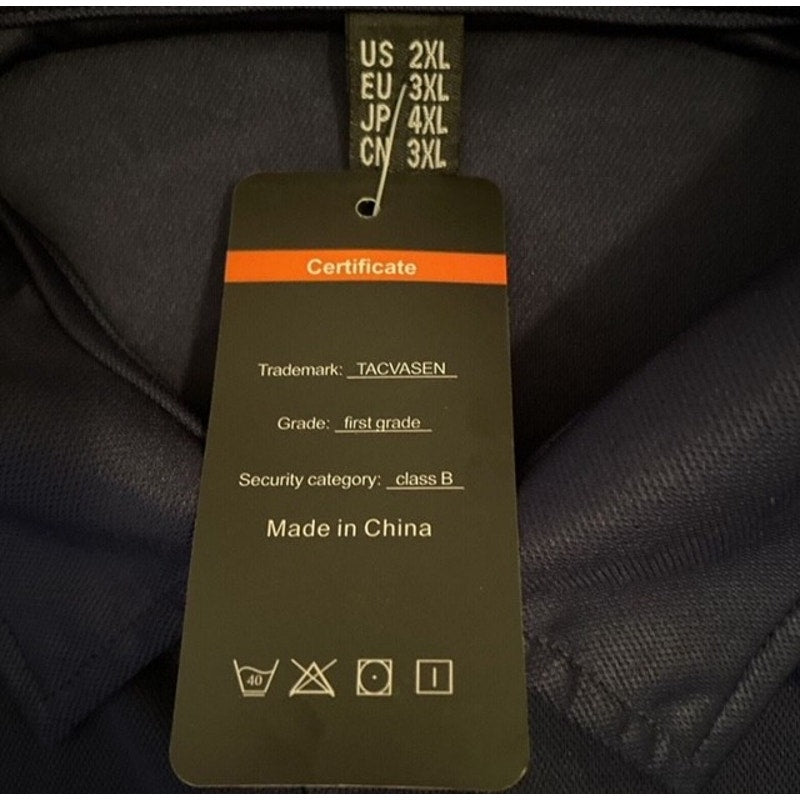 US 2XL
EU 3XL
JP 4XL
CN 3XL
Certificate
Trademark: TACVASEN
Grade: first grade
Security category: class B
Made in China
40